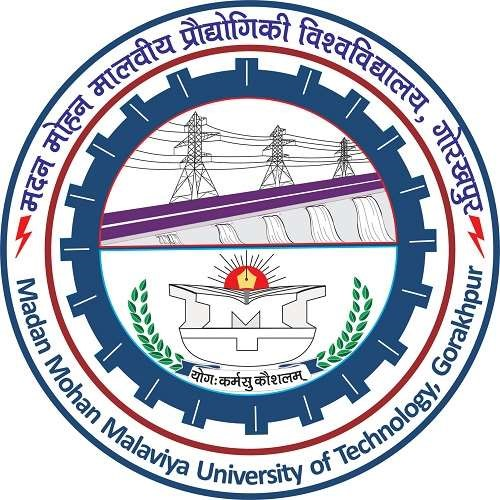 मदन मोहन मालवीय प्रौद्योगिकी विश्वविद्यालय, गोरखपुर
योग:कर्मसु कौशलम्
Madan Mohan Malaviya University of Technology, Gorakhpur